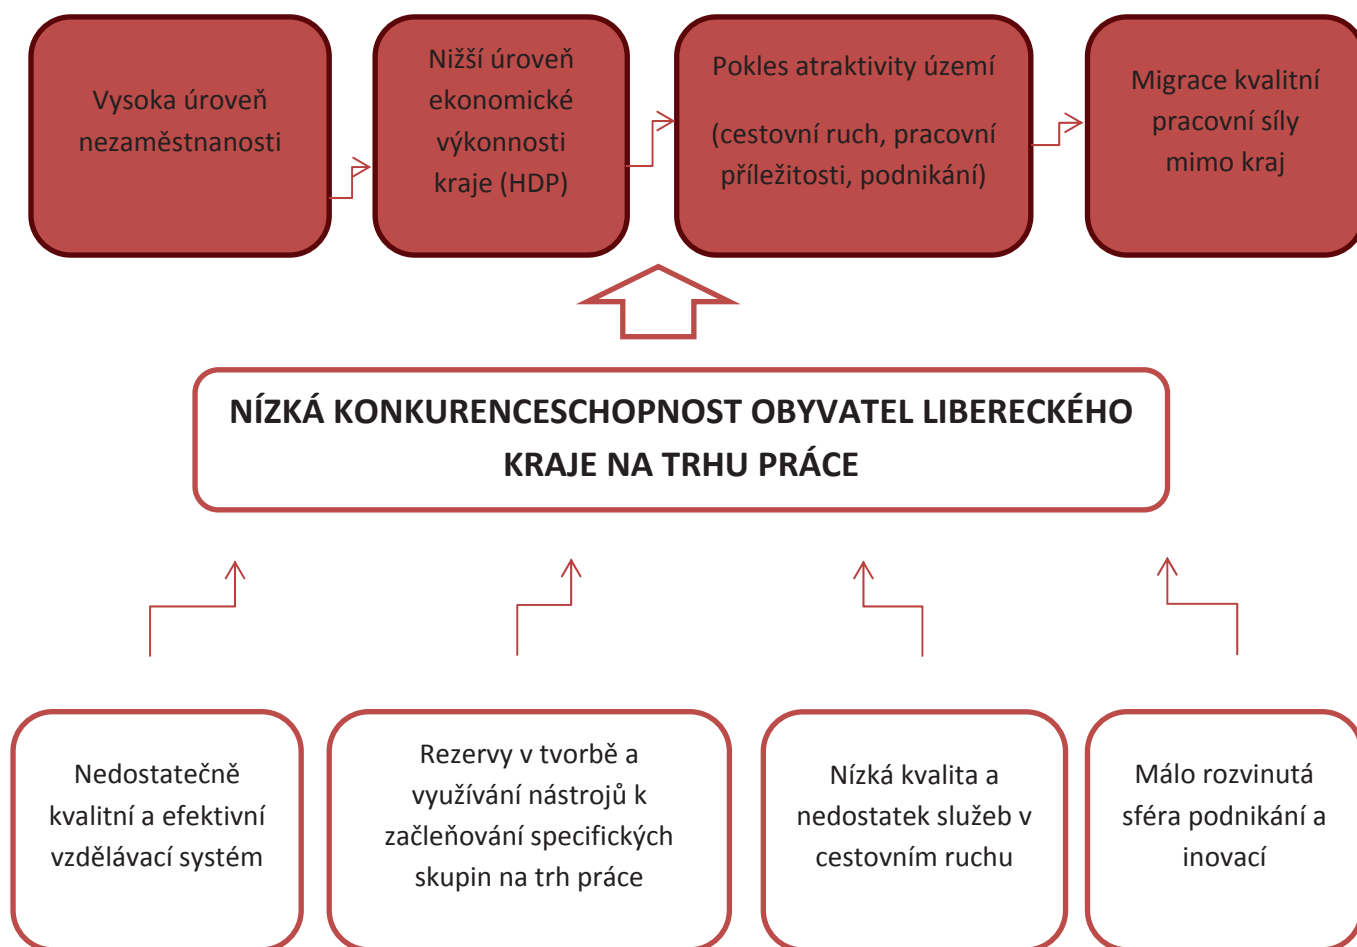 Vysoka úroveň
nezaměstnanosti
Nižší úroveň
ekonomické
výkonnosti
kraje (HDP)
Pokles atraktivity území
(cestovní ruch, pracovní
příležitosti, podnikání)
Migrace kvalitní
pracovní síly
mimo kraj
NÍZKÁ KONKURENCESCHOPNOST OBYVATEL LIBERECKÉHO
KRAJE NA TRHU PRÁCE
Nedostatečně
kvalitní a efektivní
vzdělávací systém
Rezervy v tvorbě a
využívání nástrojů k
začleňování specifických
skupin na trh práce
Nízká kvalita a
nedostatek služeb v
cestovním ruchu
Málo rozvinutá
sféra podnikání a
inovací